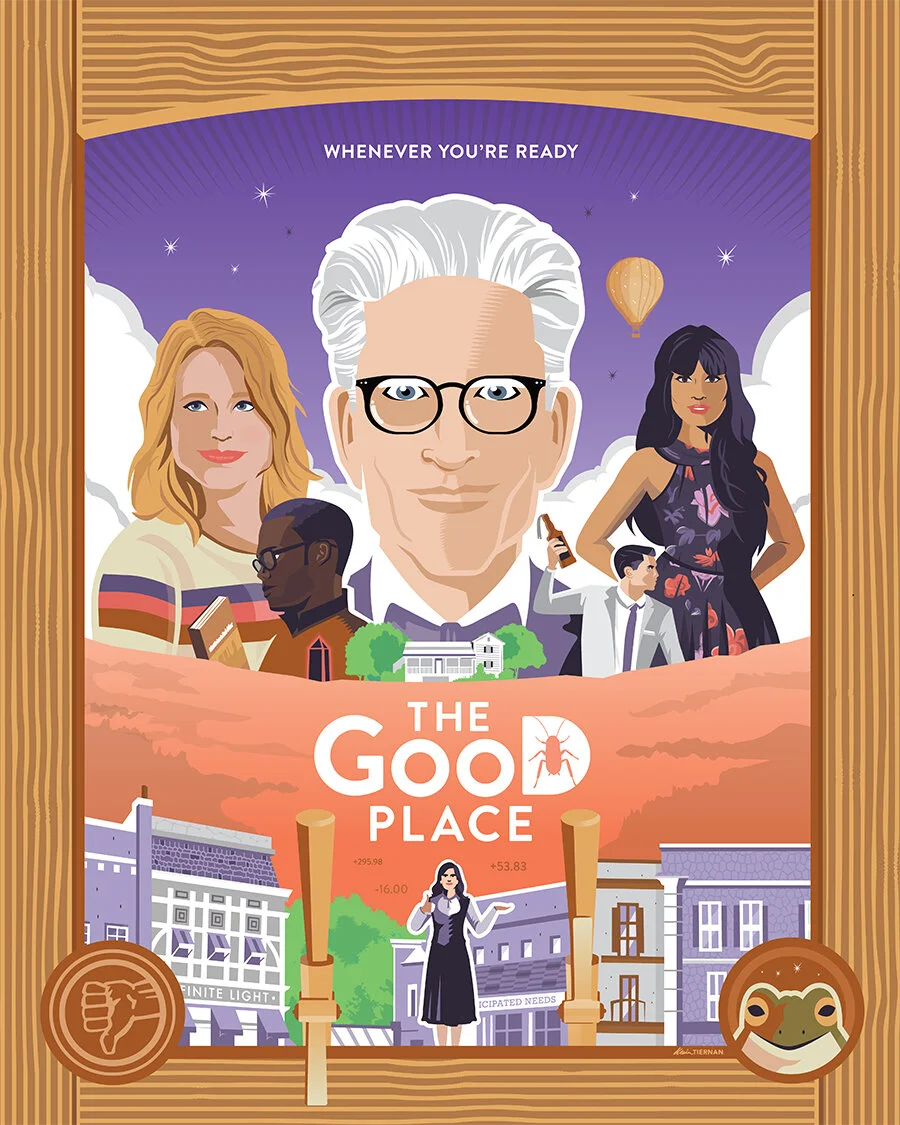 WHENEVER YOU'RE READY
THE
GOOD
PLACE
+295.98
+53.83
-16.00
FINITE LIGHT
ICIPATED NEEDS
TIERNAN